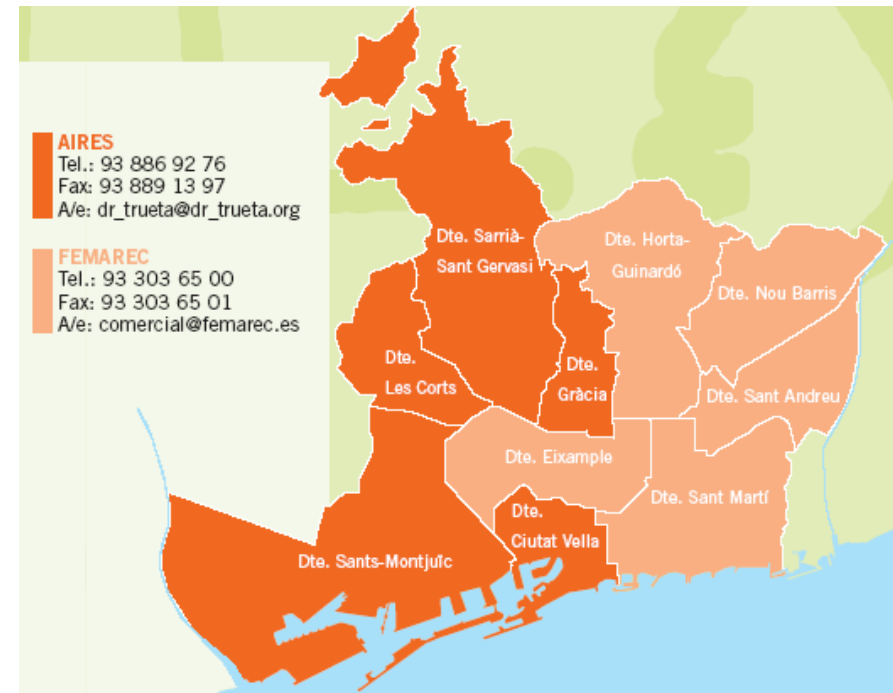 AIRES
Tel.: 93 886 92 76
Fax: 93 889 13 97
A/e: dr_trueta@dr_trueta.org
FEMAREC
Tel.: 93 303 65 00
Fax: 93 303 65 01
A/e: comercial@femarec.es
Dte. Sarrià-
Sant Gervasi
Dte. Horta-
Guinardó
Dte. Nou Barris
Dte.
Les Corts
Dte.
Gràcia
Dte. Sant Andreu
Dte. Eixample
Dte. Sant Martí
Dte.
Ciutat Vella
Dte. Sants-Montjuïc